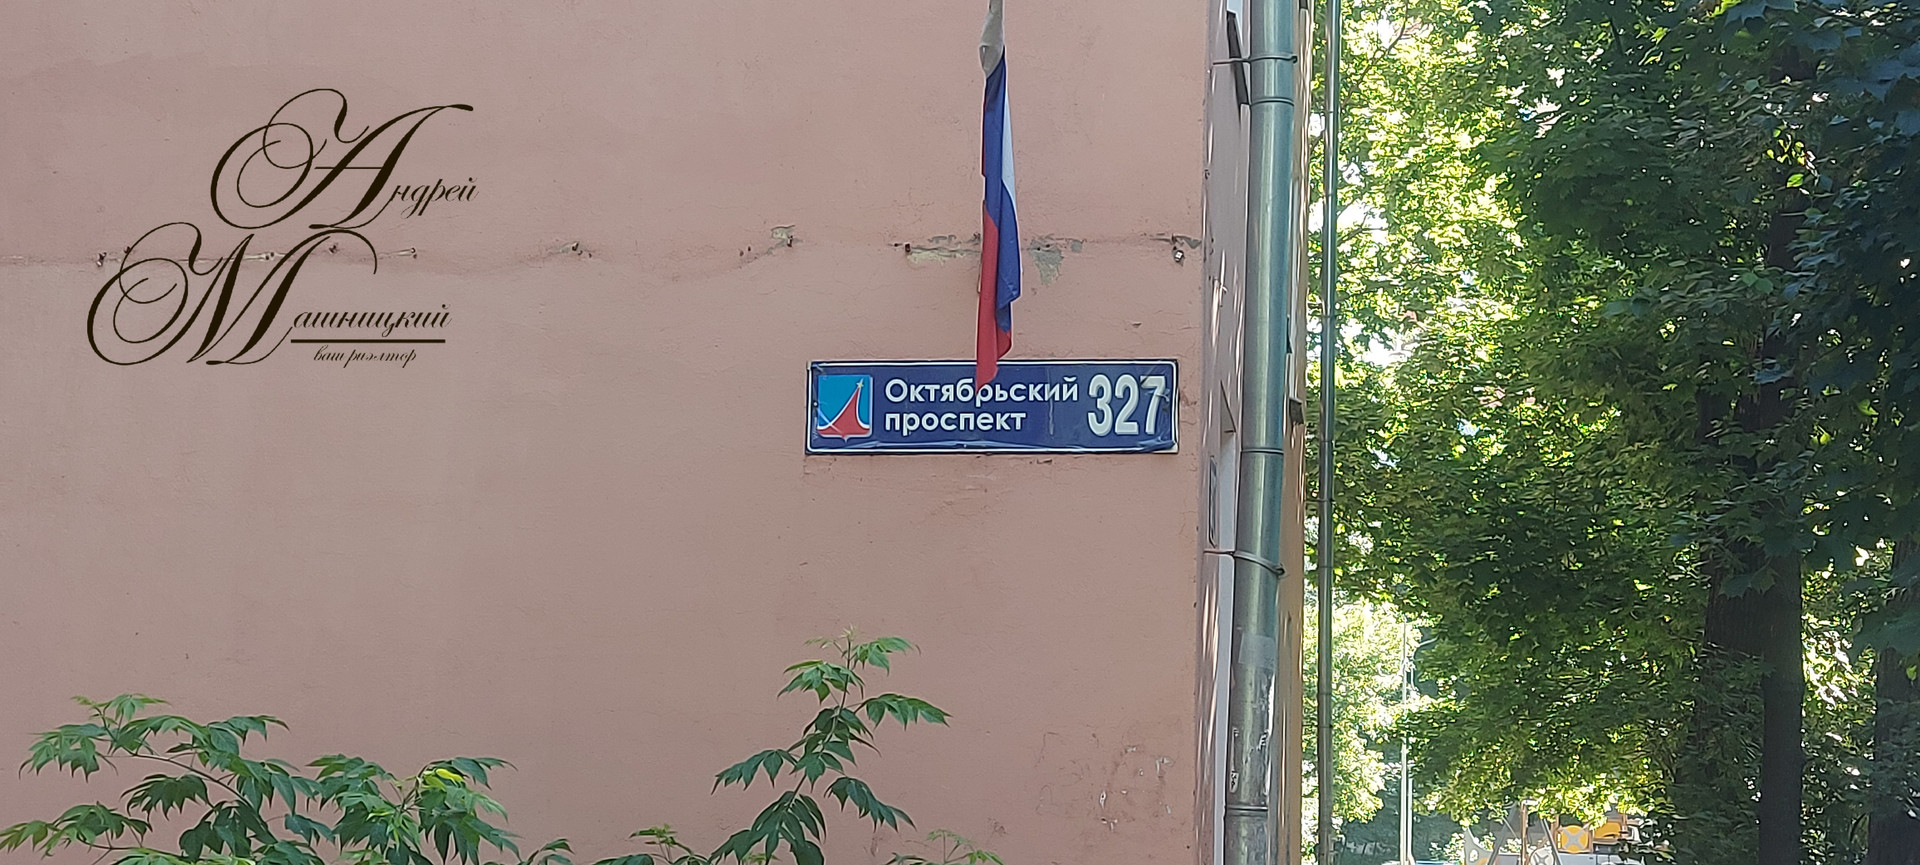 Андрей
Машницкий
ваш риэлтор
Октябрьский
проспект
327